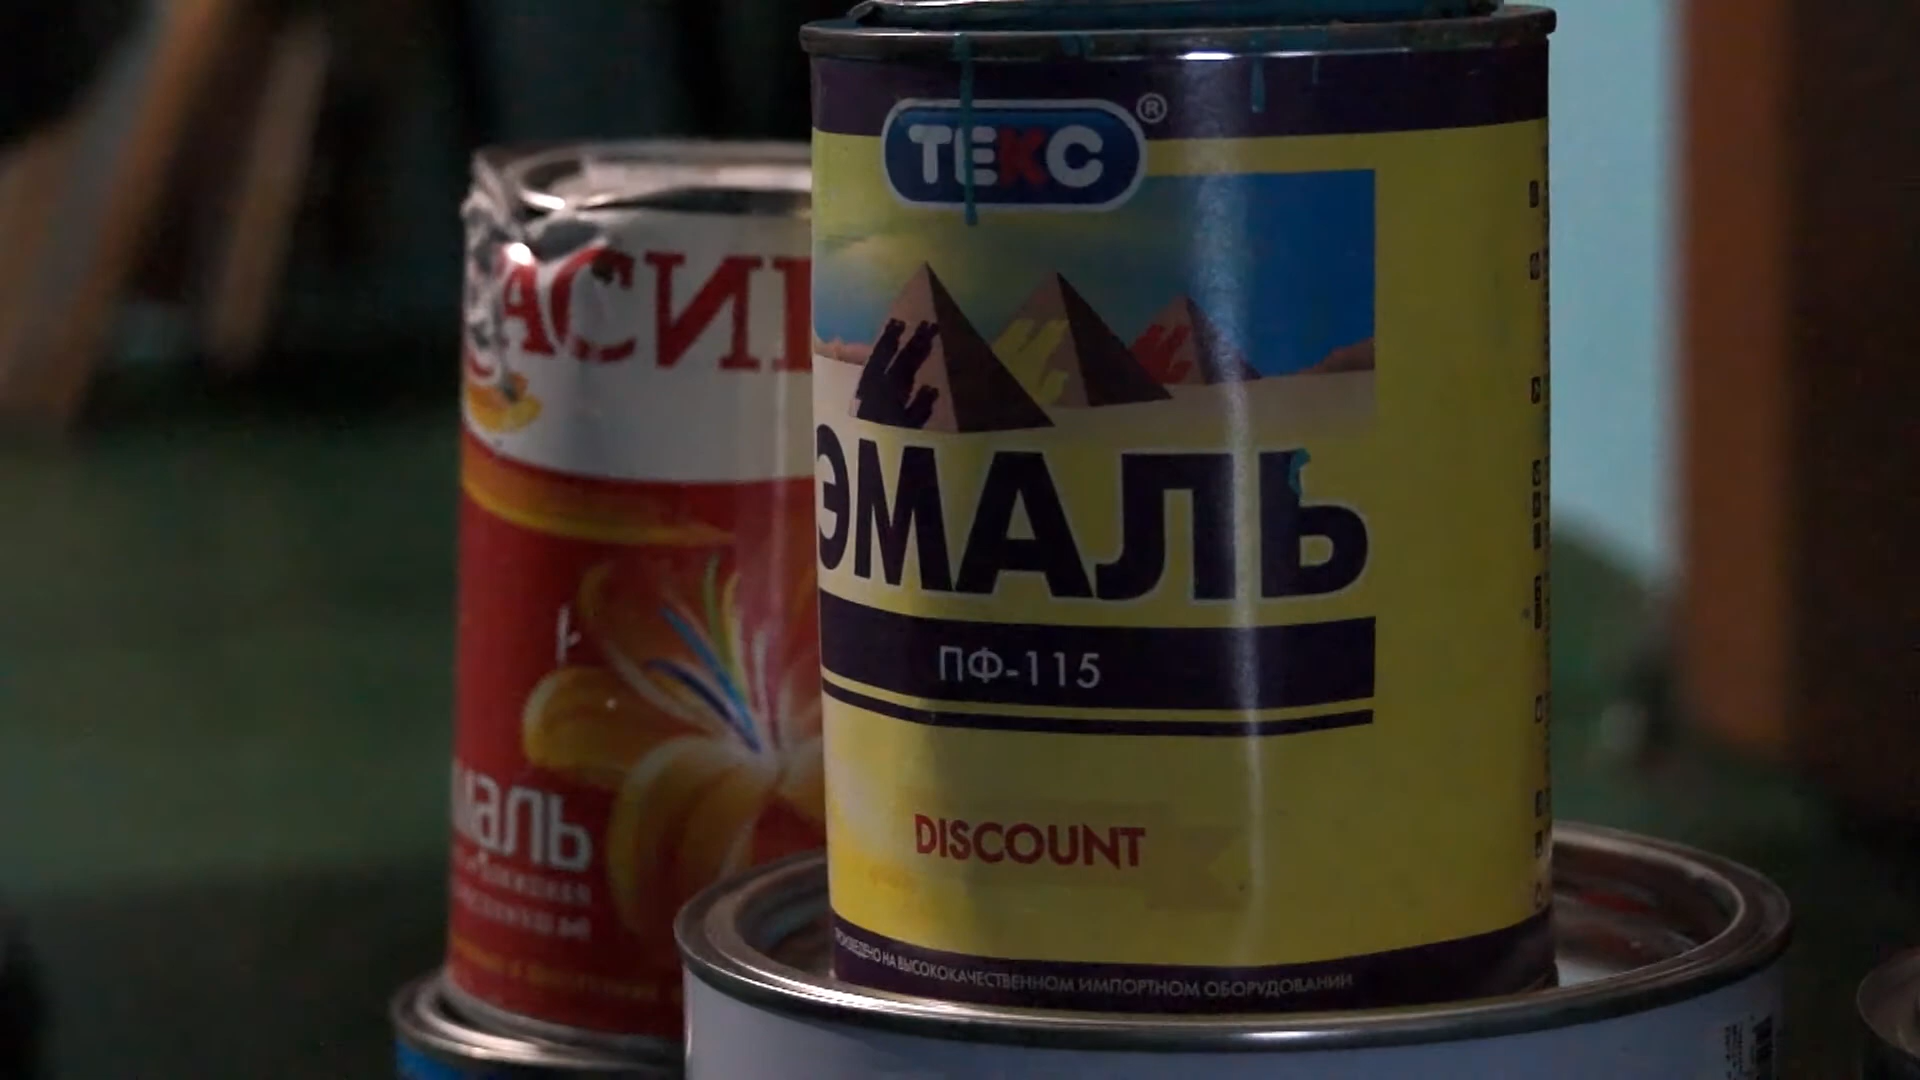 ТЕКС ®
ЭМАЛЬ
ПФ-115
DISCOUNT
ПРОИЗВЕДЕНО НА ВЫСОКОКАЧЕСТВЕННОМ ИМПОРТНОМ ОБОРУДОВАНИИ
АСИ
маль